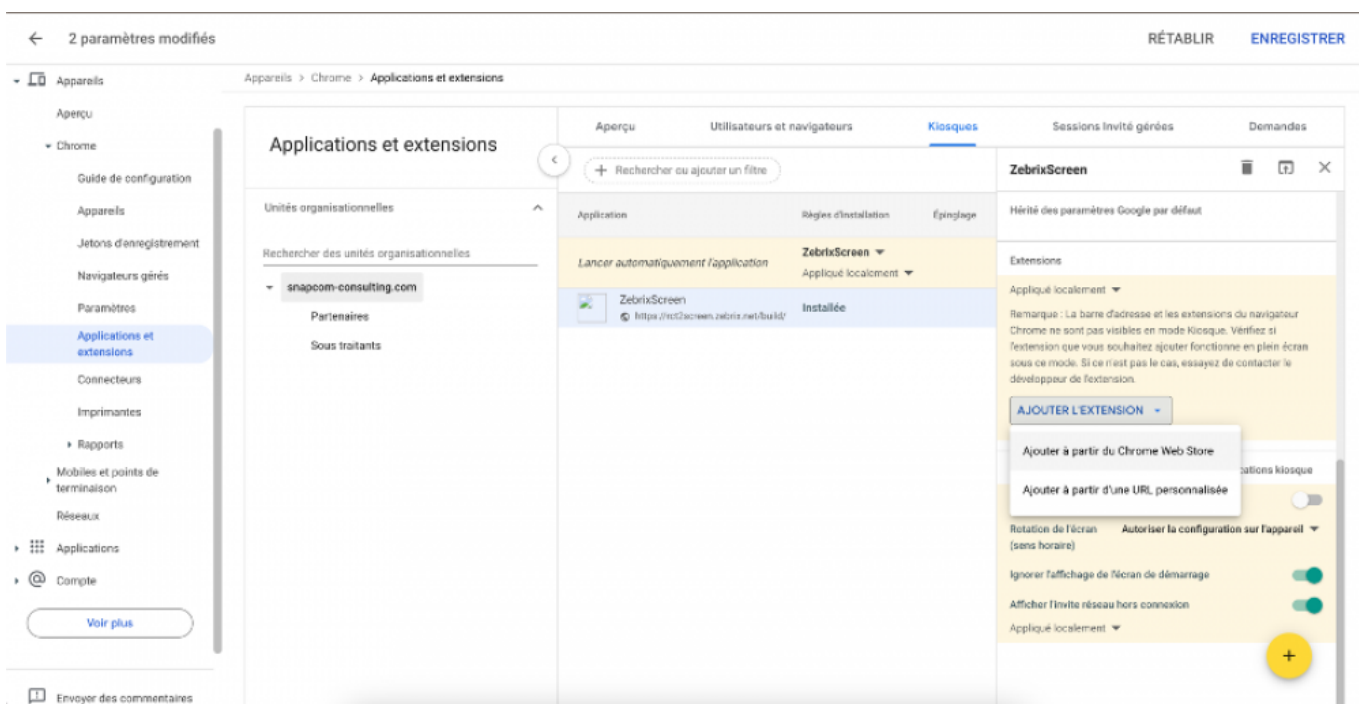 2 paramètres modifiés
RÉTABLIR
ENREGISTRER
Appareils
Aperçu
Chrome
Guide de configuration
Appareils
Jetons d'enregistrement
Navigateurs gérés
Paramètres
Applications et
extensions
Connecteurs
Imprimantes
Rapports
Mobiles et points de
terminaison
Réseaux
Applications
Compte
Voir plus
Envoyer des commentaires
Appareils > Chrome > Applications et extensions
Applications et extensions
Unités organisationnelles
Rechercher des unités organisationnelles
snapcom-consulting.com
Partenaires
Sous traitants
Aperçu
Utilisateurs et navigateurs
Kiosques
Sessions Invité gérées
Demandes
+ Rechercher ou ajouter un filtre
Application
Règles d'installation
Épinglage
Lancer automatiquement l'application
ZebrixScreen
Appliqué localement
ZebrixScreen
https://rct2screen.zebrix.net/build/
Installée
ZebrixScreen
Hérité des paramètres Google par défaut
Extensions
Appliqué localement
Remarque : La barre d'adresse et les extensions du navigateur
Chrome ne sont pas visibles en mode Kiosque. Vérifiez si
l'extension que vous souhaitez ajouter fonctionne en plein écran
sous ce mode. Si ce n'est pas le cas, essayez de contacter le
développeur de l'extension.
AJOUTER L'EXTENSION
Ajouter à partir du Chrome Web Store
Ajouter à partir d'une URL personnalisée
cations kiosque
Rotation de l'écran
(sens horaire)
Autoriser la configuration sur l'appareil
Ignorer l'affichage de l'écran de démarrage
Afficher l'invite réseau hors connexion
Appliqué localement
+